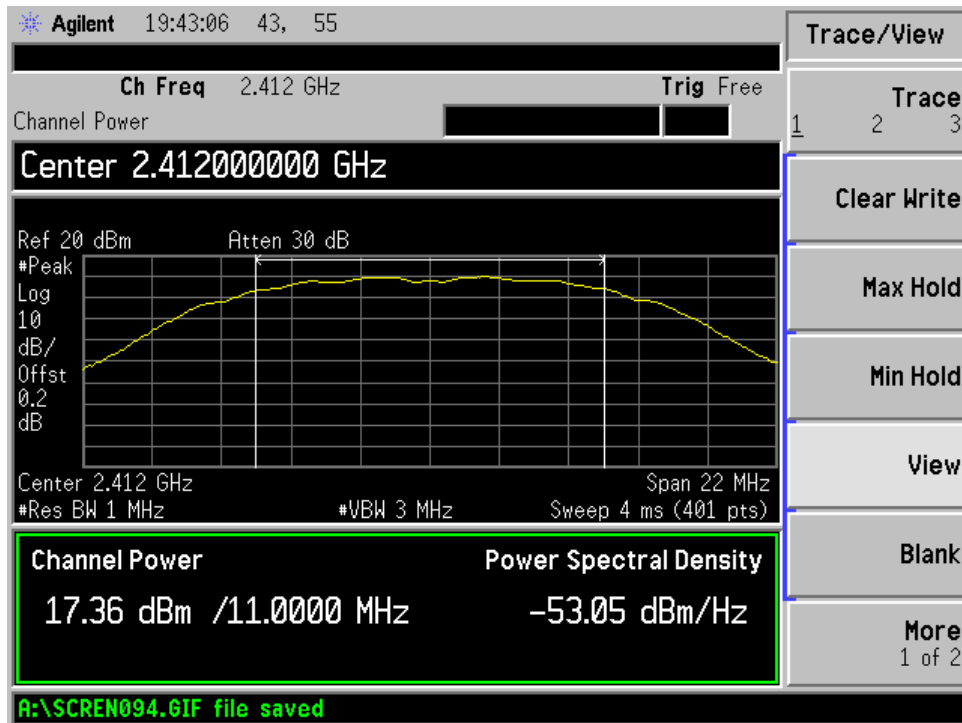 Agilent 19:43:06 43, 55
Trace/View
Ch Freq 2.412 GHz Trig Free
Channel Power
Trace
1 2 3
Center 2.412000000 GHz
Clear Write
Ref 20 dBm Atten 30 dB
#Peak
Log
10
dB/
Offst
0.2
dB
Max Hold
Min Hold
Center 2.412 GHz Span 22 MHz
#Res BW 1 MHz #VBW 3 MHz Sweep 4 ms (401 pts)
View
Channel Power Power Spectral Density
17.36 dBm /11.0000 MHz -53.05 dBm/Hz
Blank
More
1 of 2
A:\SCREN094.GIF file saved